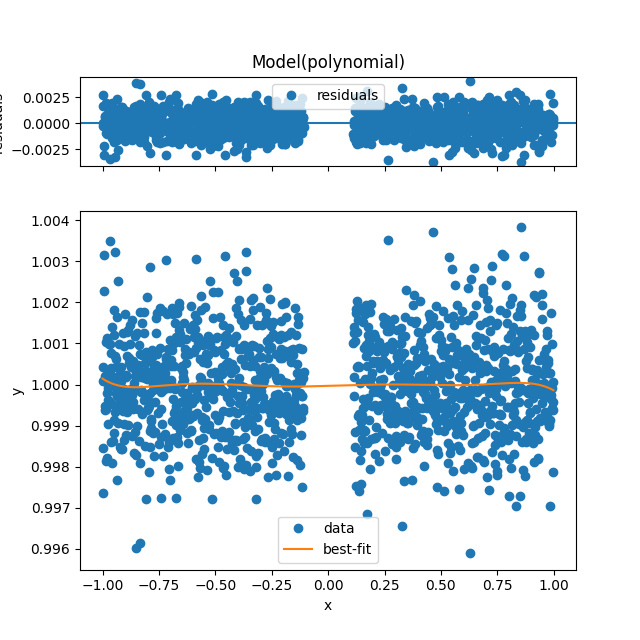 Model(polynomial)
0.0025
0.0000
−0.0025
residuals
residuals
1.004
1.003
1.002
1.001
1.000
0.999
0.998
0.997
0.996
y
data
best-fit
−1.00 −0.75 −0.50 −0.25 0.00 0.25 0.50 0.75 1.00
x